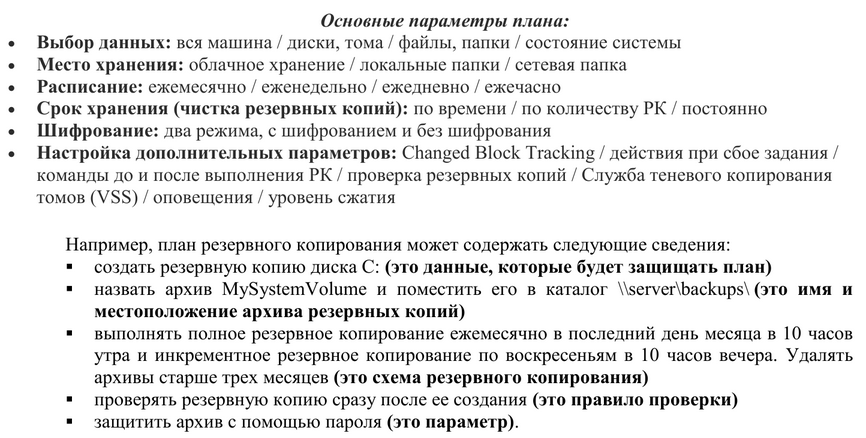 Основные параметры плана:
• Выбор данных: вся машина / диски, тома / файлы, папки / состояние системы
• Место хранения: облачное хранение / локальные папки / сетевая папка
• Расписание: ежемесячно / еженедельно / ежедневно / ежечасно
• Срок хранения (чистка резервных копий): по времени / по количеству РК / постоянно
• Шифрование: два режима, с шифрованием и без шифрования
• Настройка дополнительных параметров: Changed Block Tracking / действия при сбое задания /
команды до и после выполнения РК / проверка резервных копий / Служба теневого копирования
томов (VSS) / оповещения / уровень сжатия
Например, план резервного копирования может содержать следующие сведения:
▪ создать резервную копию диска C: (это данные, которые будет защищать план)
▪ назвать архив MySystemVolume и поместить его в каталог \\server\backups\ (это имя и
местоположение архива резервных копий)
▪ выполнять полное резервное копирование ежемесячно в последний день месяца в 10 часов
утра и инкрементное резервное копирование по воскресеньям в 10 часов вечера. Удалять
архивы старше трех месяцев (это схема резервного копирования)
▪ проверять резервную копию сразу после ее создания (это правило проверки)
▪ защитить архив с помощью пароля (это параметр).